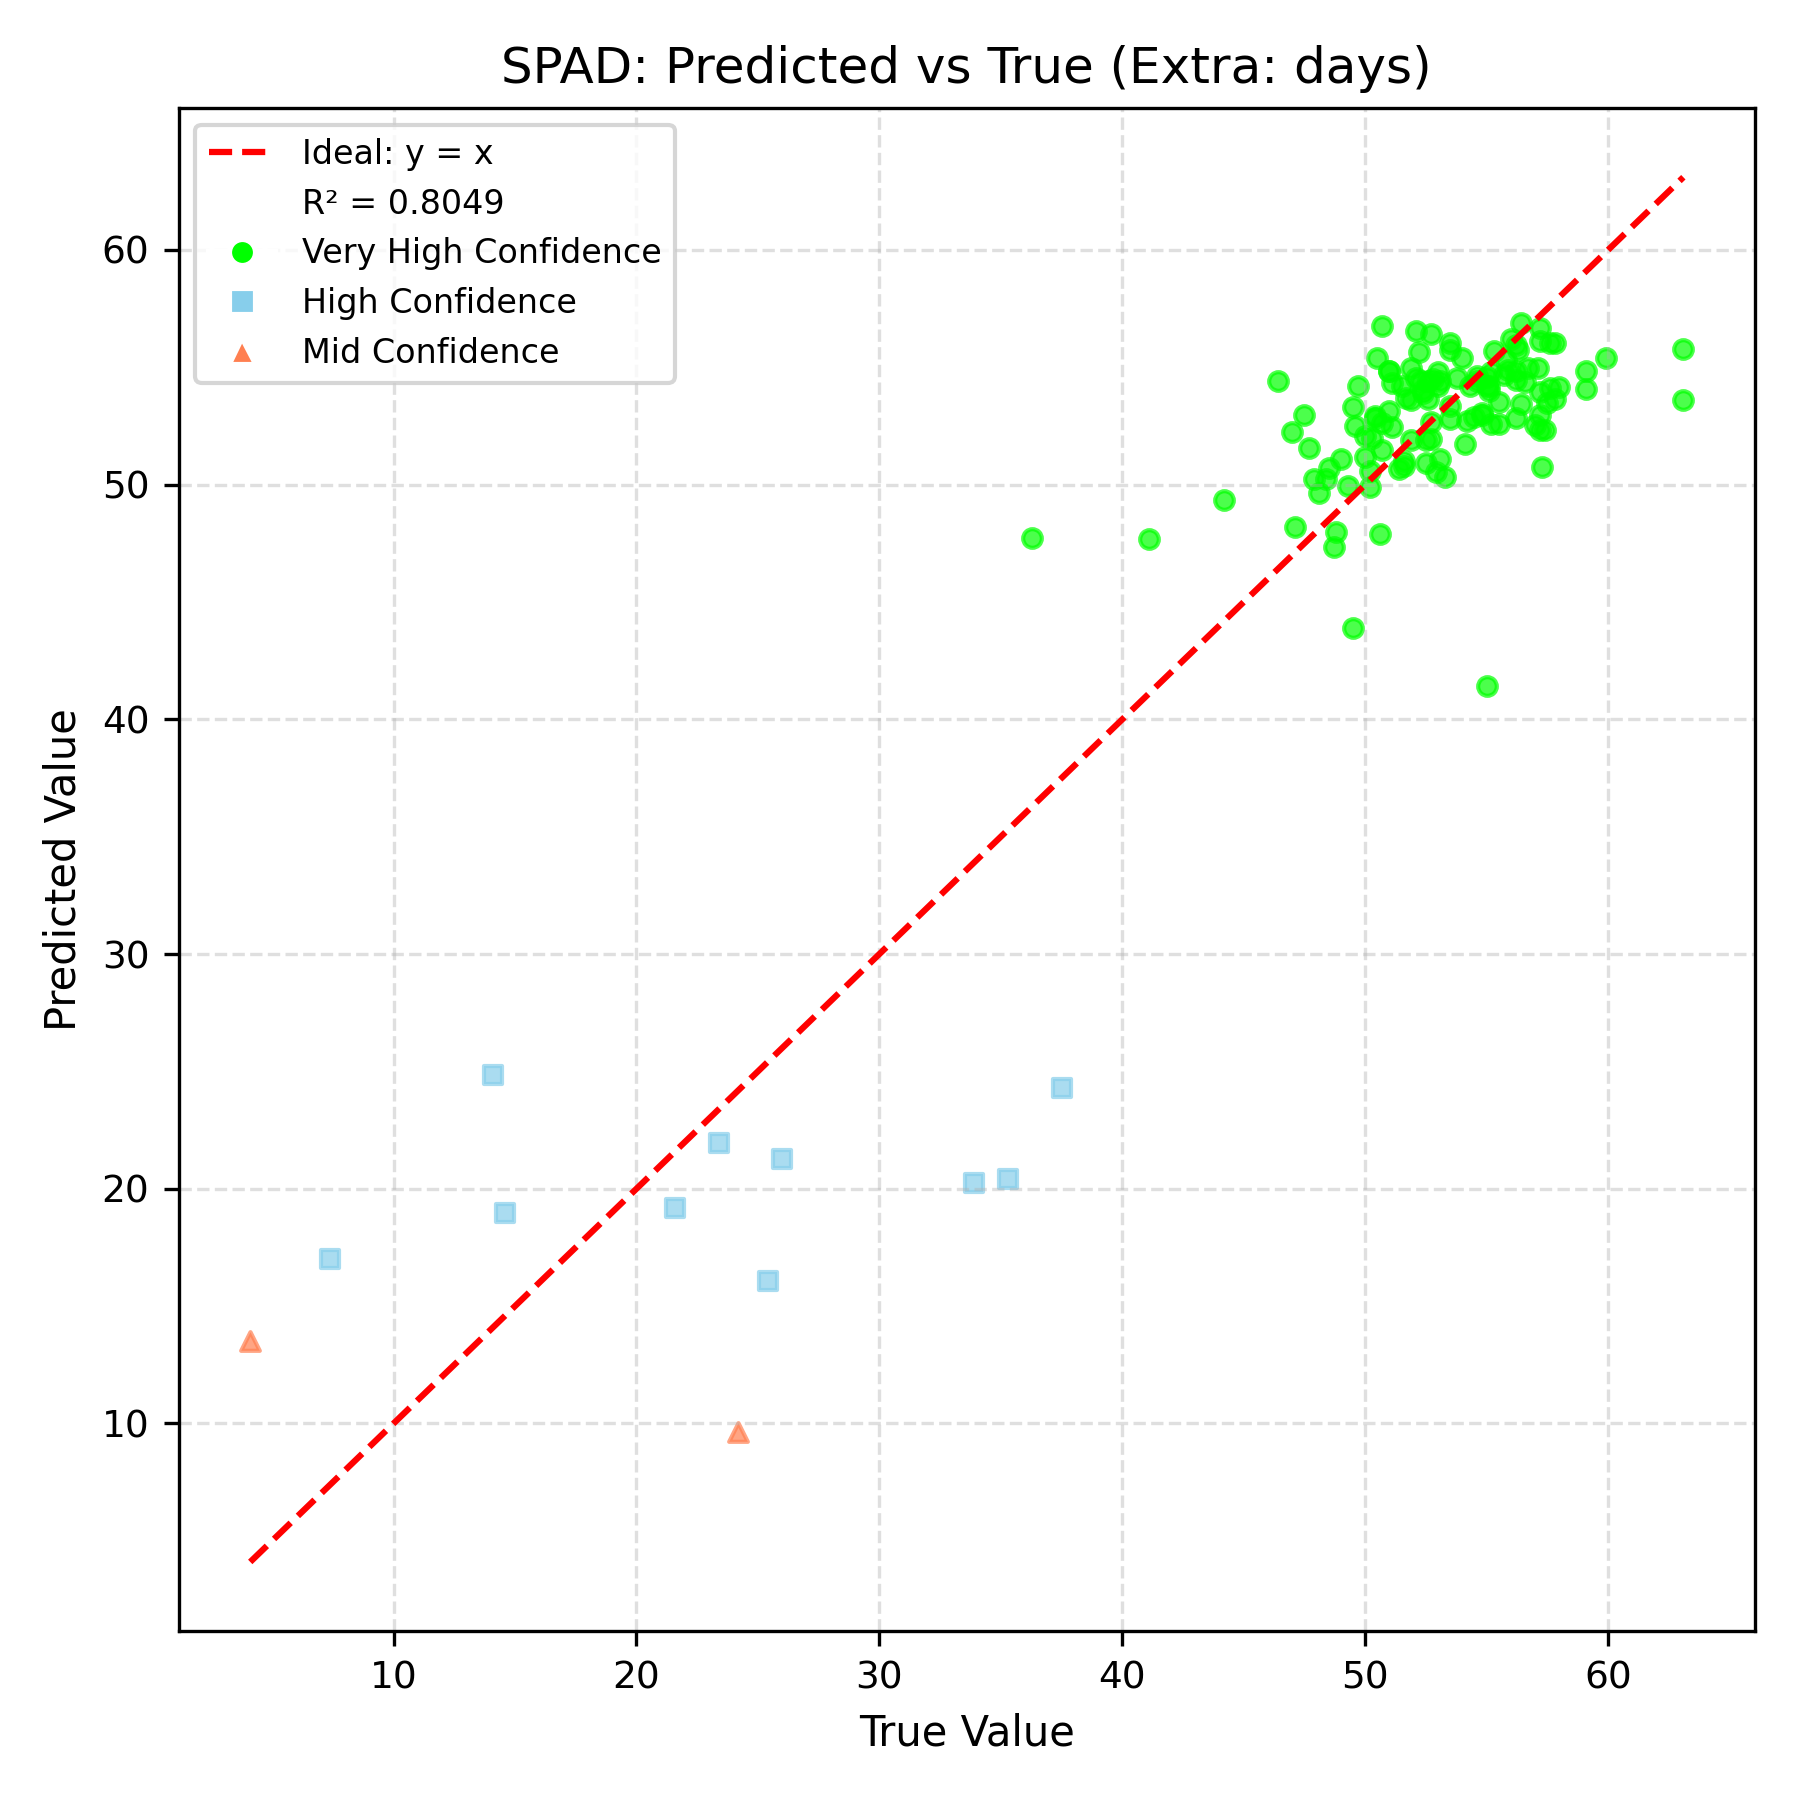 SPAD: Predicted vs True (Extra: days)
Ideal: y = x
R² = 0.8049
Very High Confidence
High Confidence
Mid Confidence
60
50
40
30
20
10
Predicted Value
10 20 30 40 50 60
True Value